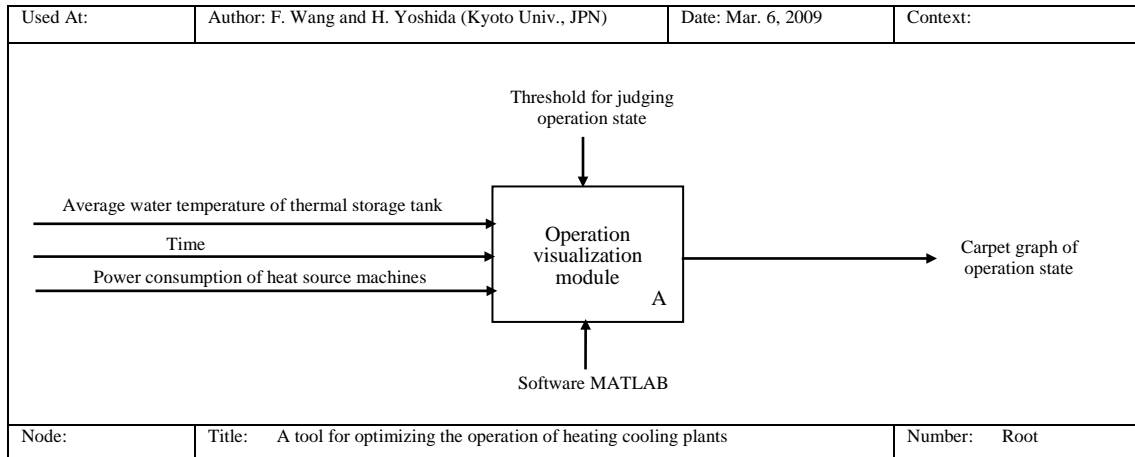 Used At:
Author: F. Wang and H. Yoshida (Kyoto Univ., JPN)
Date: Mar. 6, 2009
Context:
Threshold for judging
operation state
Average water temperature of thermal storage tank
Time
Power consumption of heat source machines
Operation
visualization
module
A
Carpet graph of
operation state
Software MATLAB
Node:
Title: A tool for optimizing the operation of heating cooling plants
Number: Root